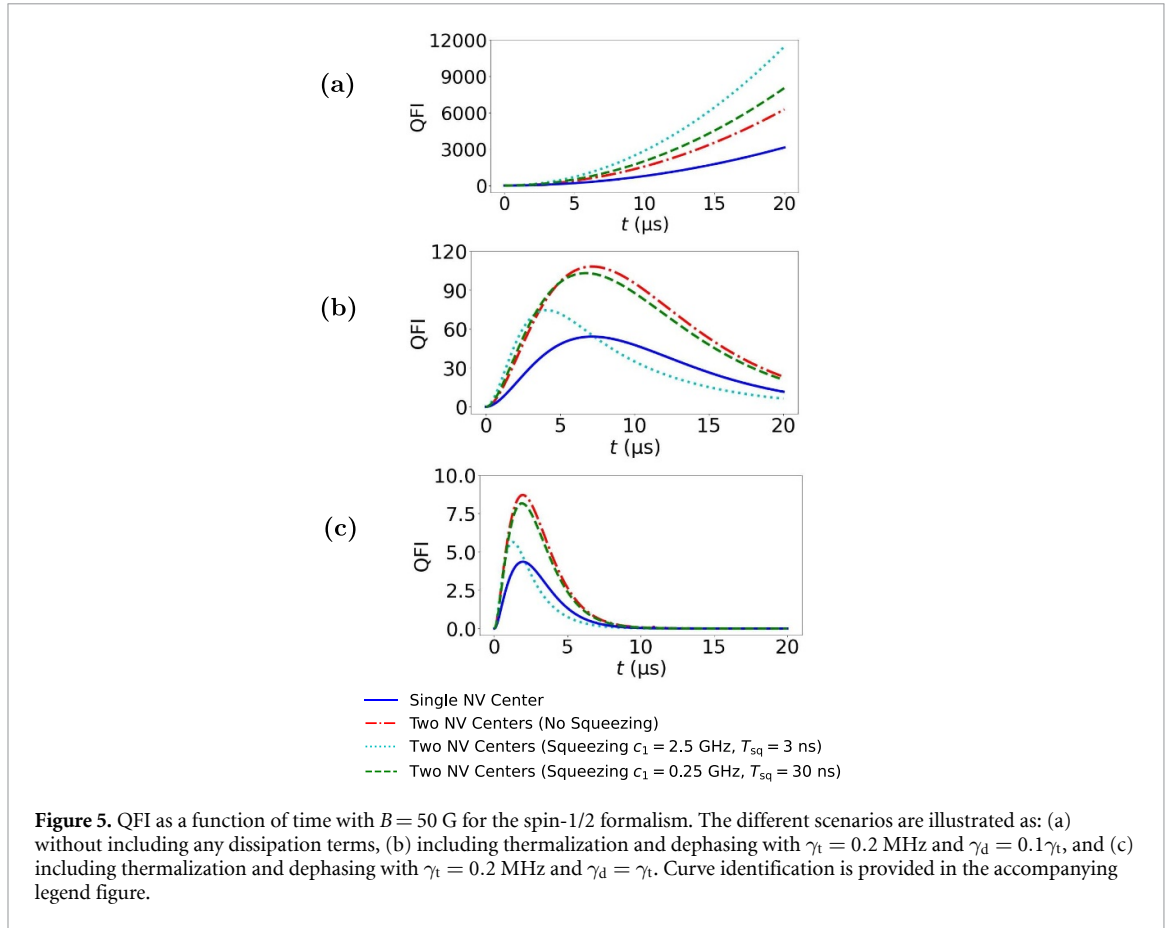 (a)
12000
9000
6000
3000
0
QFI
0 5 10 15 20
t (μs)
(b)
120
90
60
30
0
QFI
0 5 10 15 20
t (μs)
(c)
10.0
7.5
5.0
2.5
0.0
QFI
0 5 10 15 20
t (μs)
Single NV Center
Two NV Centers (No Squeezing)
Two NV Centers (Squeezing c₁ = 2.5 GHz, Tsq = 3 ns)
Two NV Centers (Squeezing c₁ = 0.25 GHz, Tsq = 30 ns)
Figure 5. QFI as a function of time with B = 50 G for the spin-1/2 formalism. The different scenarios are illustrated as: (a)
without including any dissipation terms, (b) including thermalization and dephasing with γt = 0.2 MHz and γd = 0.1γt, and (c)
including thermalization and dephasing with γt = 0.2 MHz and γd = γt. Curve identification is provided in the accompanying
legend figure.